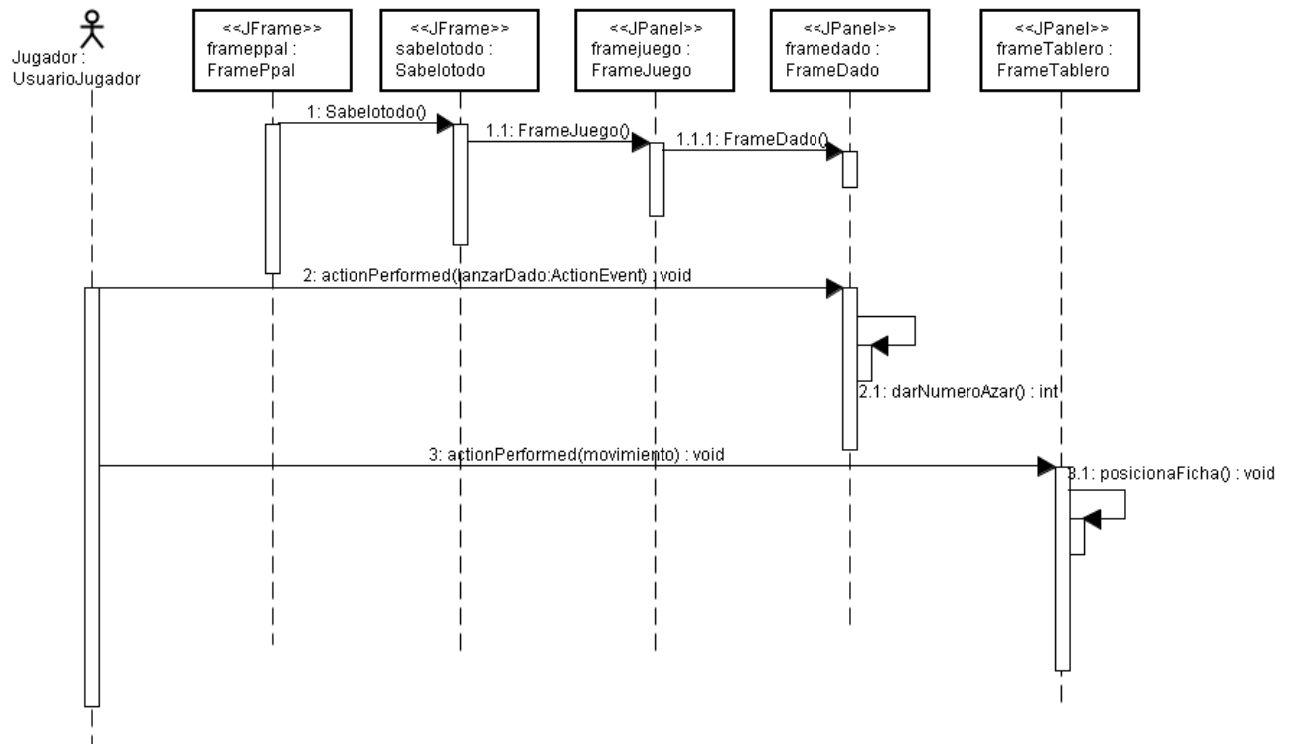 Jugador :
UsuarioJugador
<<JFrame>>
frameppal :
FramePpal
<<JFrame>>
sabelotodo :
Sabelotodo
<<JPanel>>
framejuego :
FrameJuego
<<JPanel>>
framedado :
FrameDado
<<JPanel>>
frameTablero :
FrameTablero
1: Sabelotodo()
1.1: FrameJuego()
1.1.1: FrameDado()
2: actionPerformed(lanzarDado:ActionEvent) : void
2.1: darNumeroAzar() : int
3: actionPerformed(movimiento) : void
3.1: posicionaFicha() : void